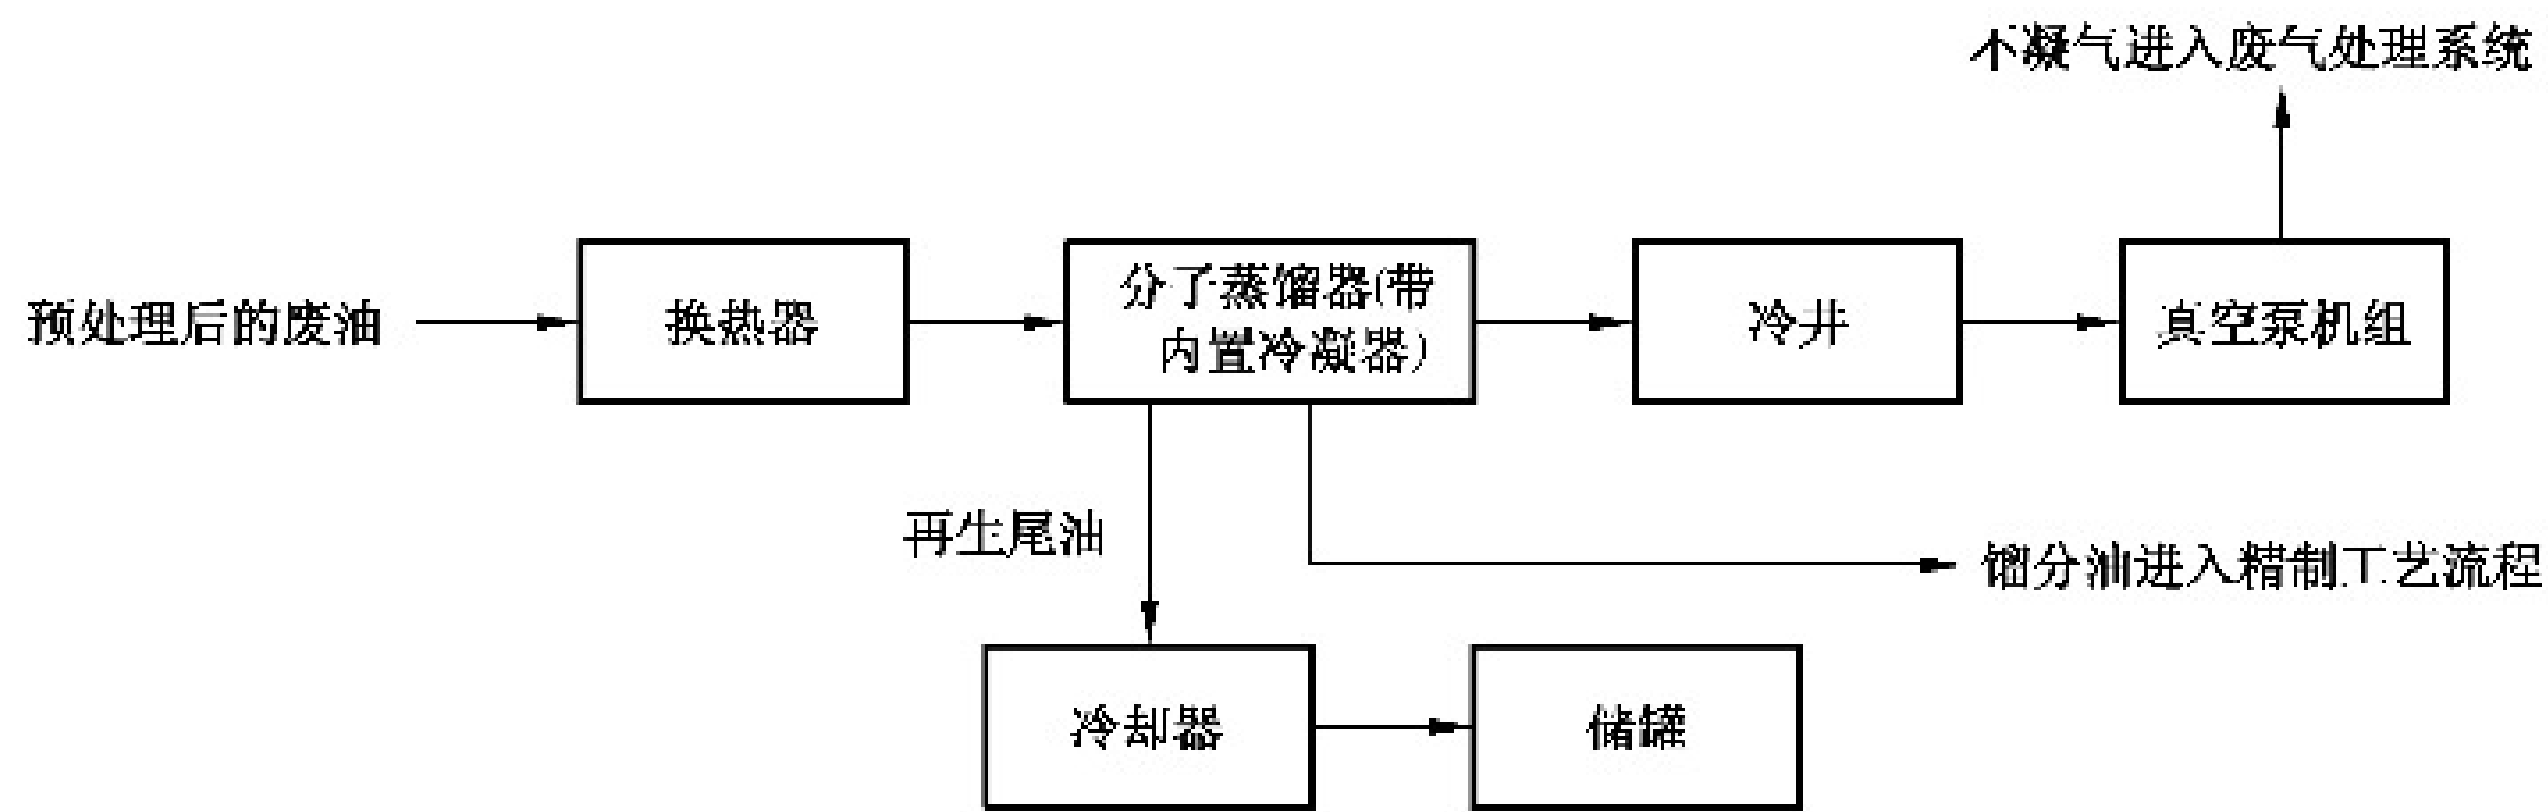 不凝气进入废气处理系统
预处理后的废油
换热器
分子蒸馏器(带
内置冷凝器)
冷井
真空泵机组
再生尾油
馏分油进入精制工艺流程
冷却器
储罐